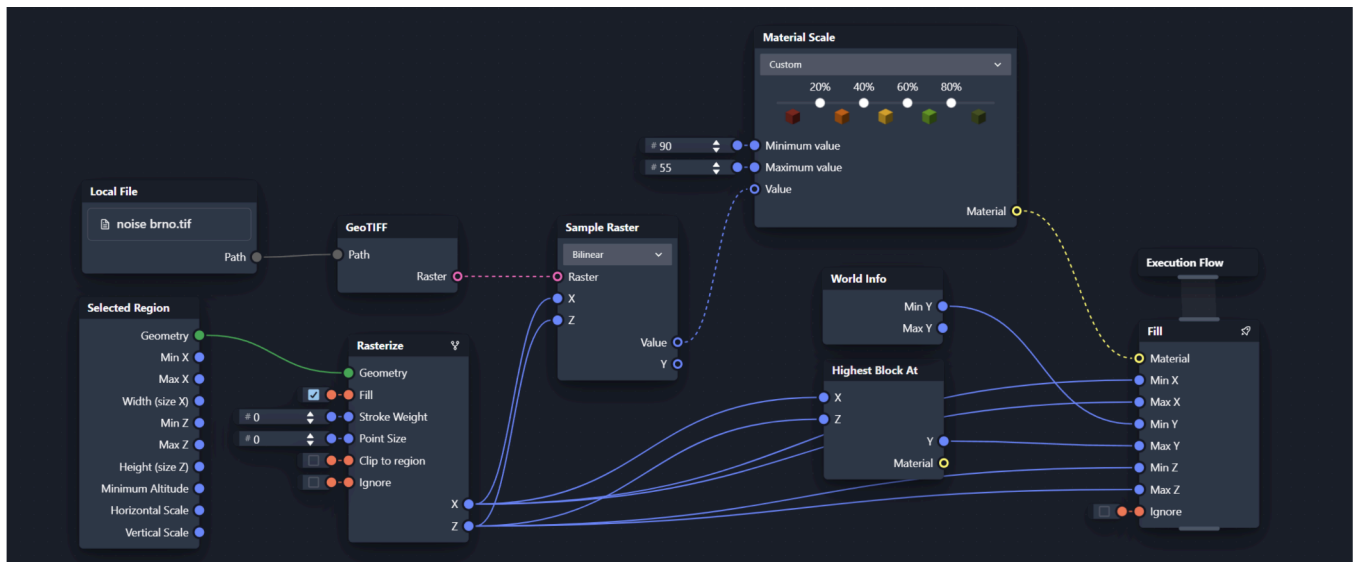 Material Scale
Custom
20% 40% 60% 80%
# 90
Minimum value
# 55
Maximum value
Value
Material
Local File
noise brno.tif
Path
GeoTIFF
Path
Raster
Sample Raster
Bilinear
Raster
X
Z
Value
Y
Selected Region
Geometry
Min X
Max X
Width (size X)
Min Z
Max Z
Height (size Z)
Minimum Altitude
Horizontal Scale
Vertical Scale
Rasterize
Geometry
Fill
# 0
Stroke Weight
# 0
Point Size
Clip to region
Ignore
X
Z
World Info
Min Y
Max Y
Highest Block At
X
Z
Y
Material
Execution Flow
Fill
Material
Min X
Max X
Min Y
Max Y
Min Z
Max Z
Ignore